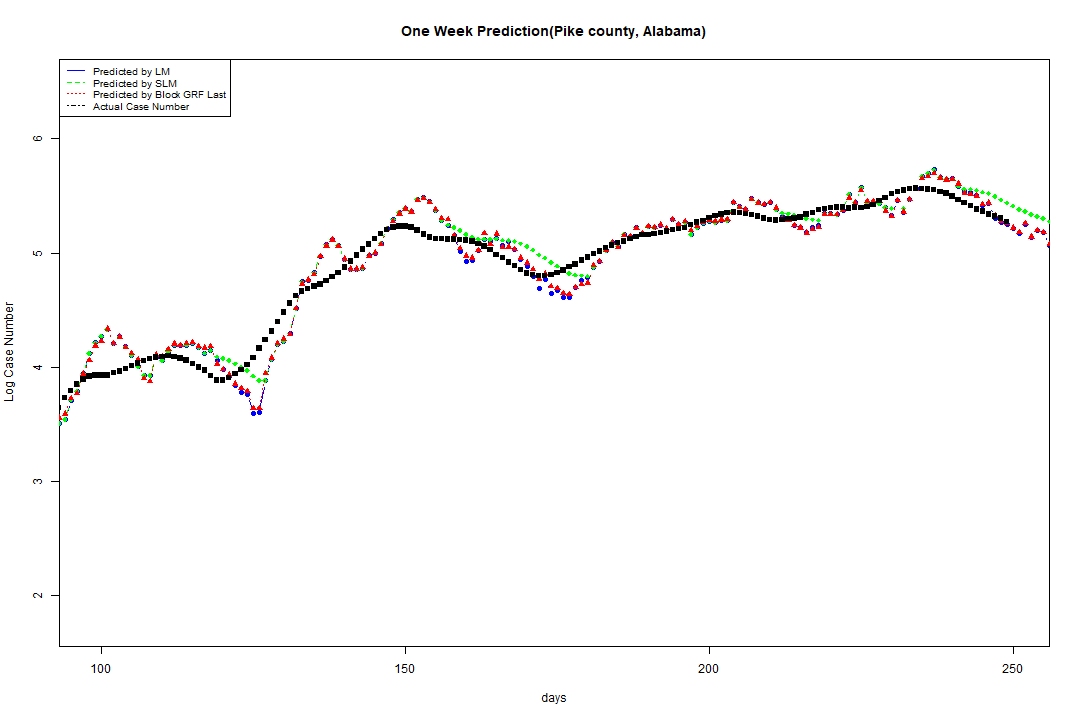 One Week Prediction(Pike county, Alabama)
Predicted by LM
Predicted by SLM
Predicted by Block GRF Last
Actual Case Number
6
5
4
3
2
Log Case Number
100 150 200 250
days